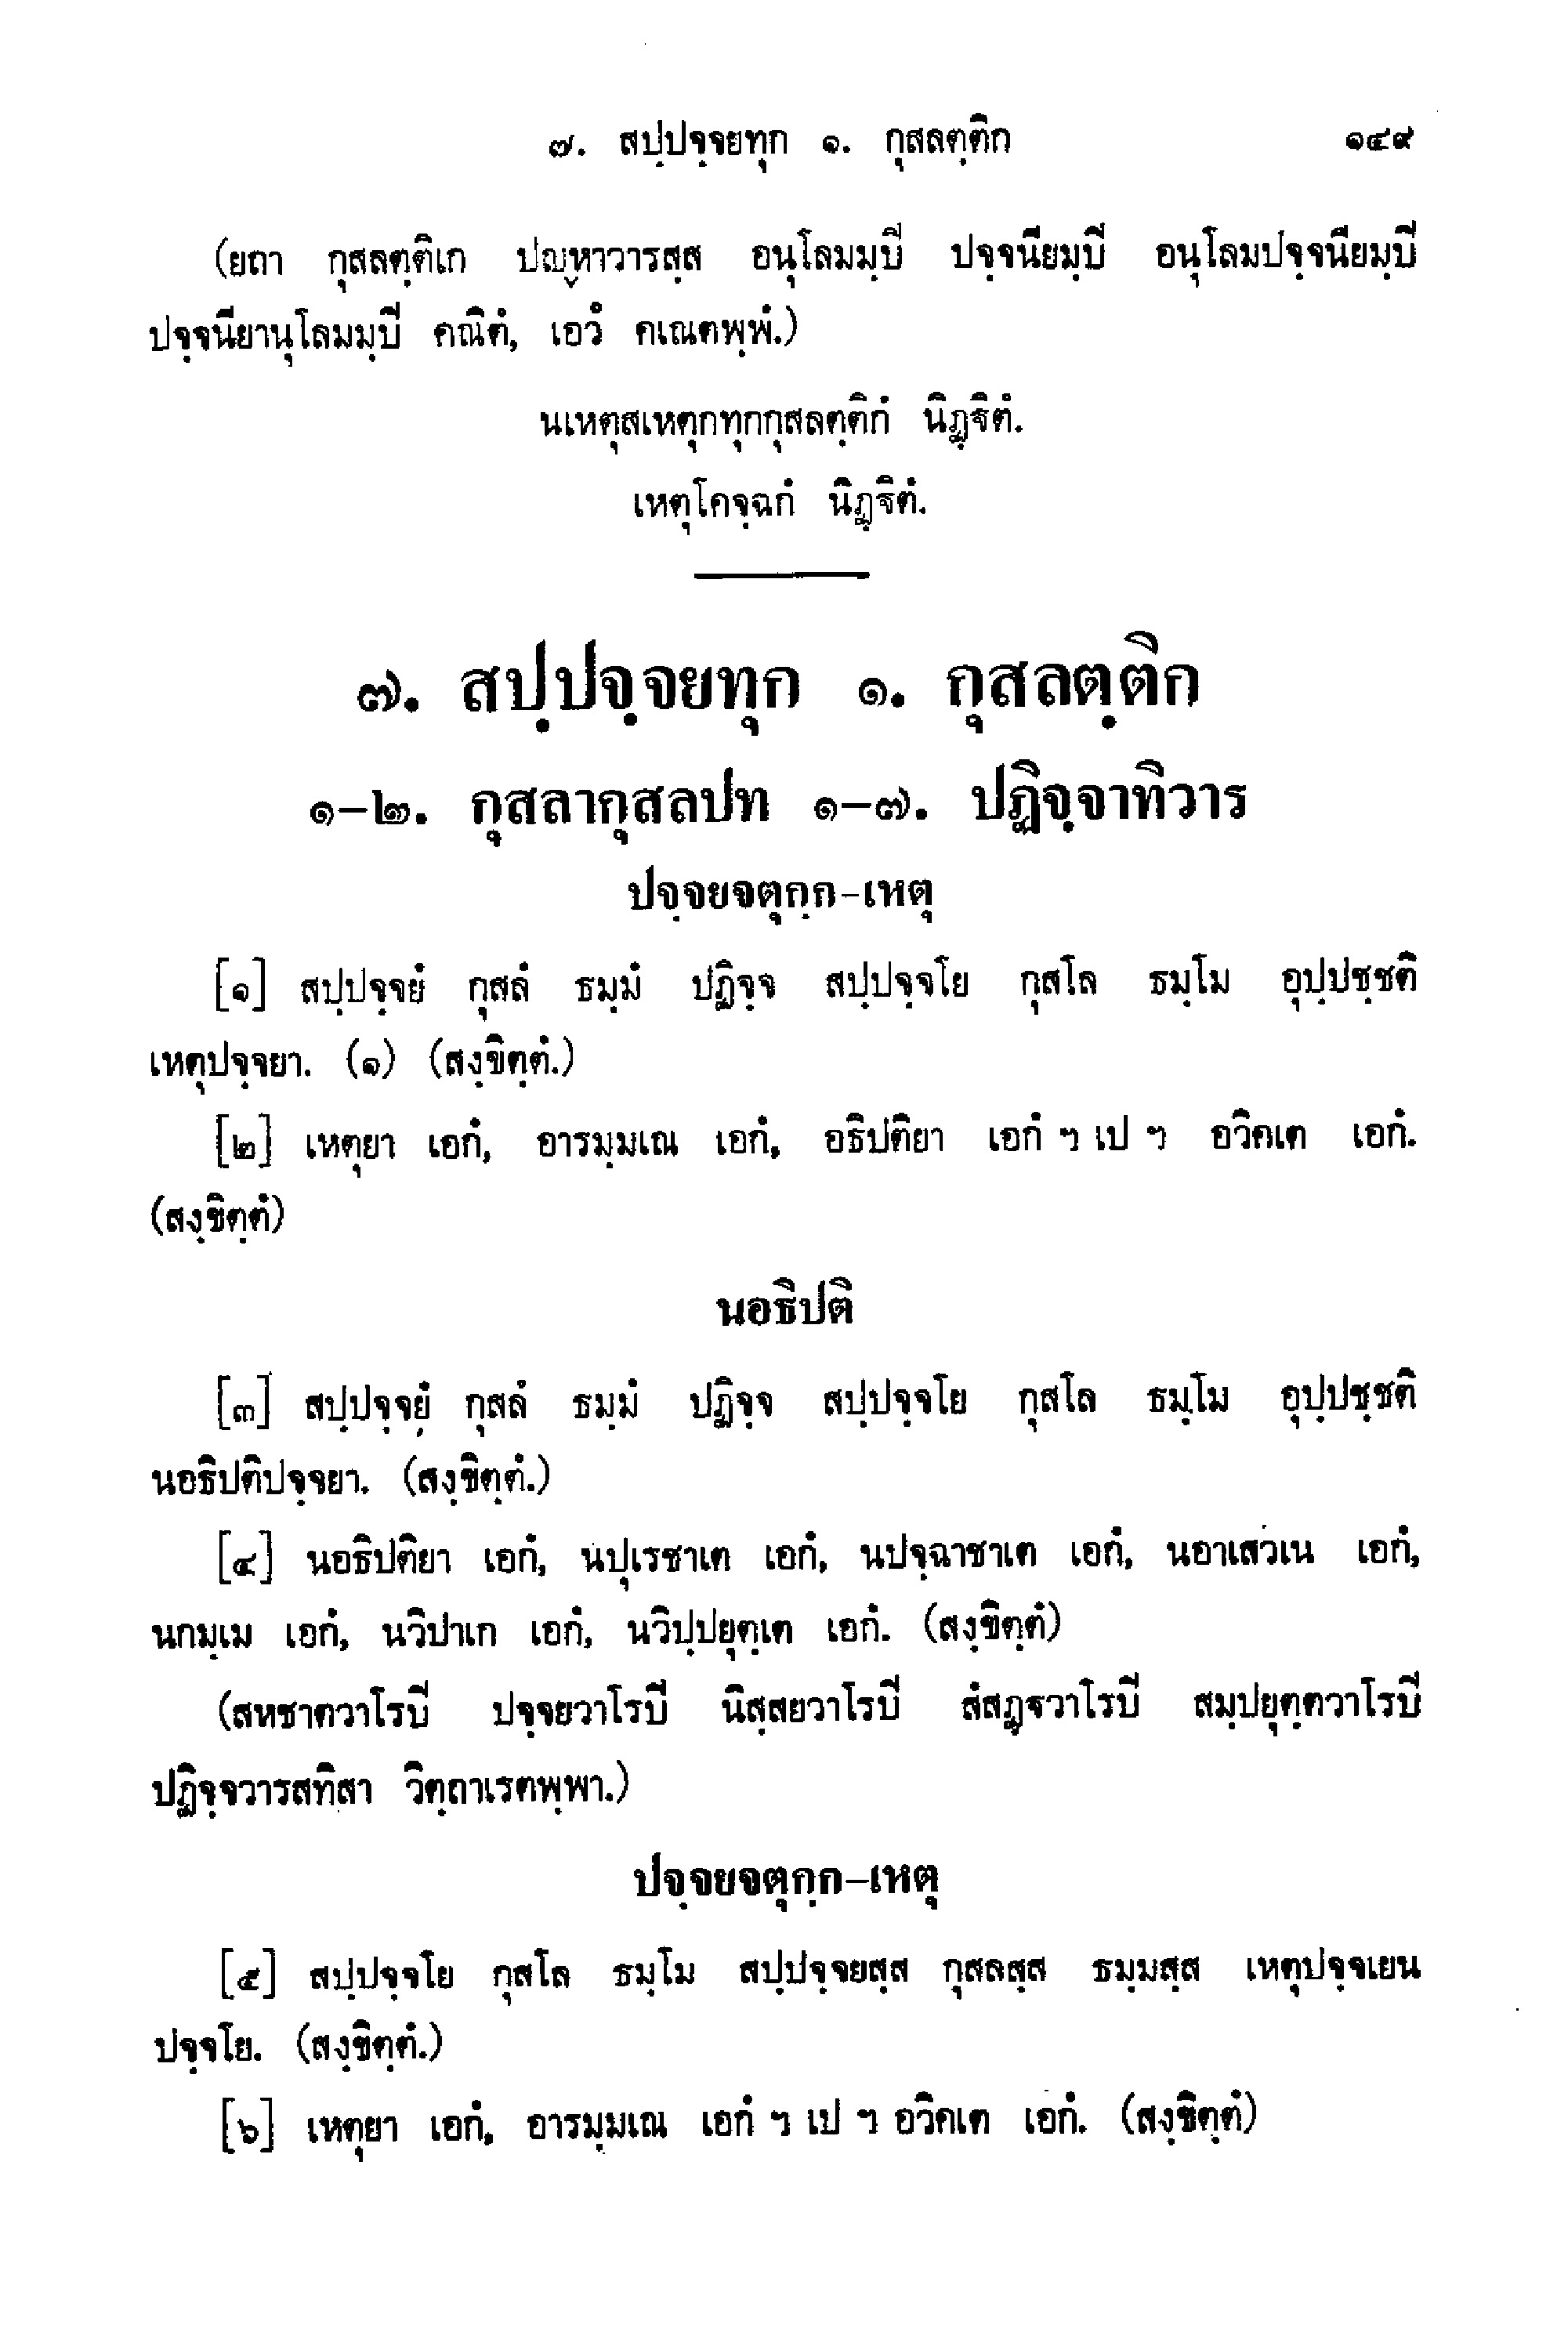 ๗. สปฺปจฺจยทุก ๑. กุสลตฺติก ๑๔๙
(ยถา กุสลตฺติเก ปญฺหาวารสฺส อนุโลมมฺปิ ปจฺจนียมฺปิ อนุโลมปจฺจนียมฺปิ
ปจฺจนียานุโลมมฺปิ คณิตํ, เอวํ คเณตพฺพํ.)
นเหตุสเหตุกทุกกุสลตฺติกํ นิฏฺฐิตํ.
เหตุโคจฺฉกํ นิฏฺฐิตํ.
๗. สปฺปจฺจยทุก ๑. กุสลตฺติก
๑-๒. กุสลากุสลปท ๑-๗. ปฏิจฺจาทิวาร
ปจฺจยจตุกฺก-เหตุ
[๑] สปฺปจฺจยํ กุสลํ ธมฺมํ ปฏิจฺจ สปฺปจฺจโย กุสโล ธมฺโม อุปฺปชฺชติ
เหตุปจฺจยา. (๑) (สงฺขิตฺตํ.)
[๒] เหตุยา เอกํ, อารมฺมเณ เอกํ, อธิปติยา เอกํ ฯ เป ฯ อวิคเต เอกํ.
(สงฺขิตฺตํ)
นอธิปติ
[๓] สปฺปจฺจยํ กุสลํ ธมฺมํ ปฏิจฺจ สปฺปจฺจโย กุสโล ธมฺโม อุปฺปชฺชติ
นอธิปติปจฺจยา. (สงฺขิตฺตํ.)
[๔] นอธิปติยา เอกํ, นปุเรชาเต เอกํ, นปจฺฉาชาเต เอกํ, นอาเสวเน เอกํ,
นกมฺเม เอกํ, นวิปาเก เอกํ, นวิปฺปยุตฺเต เอกํ. (สงฺขิตฺตํ)
(สหชาตวาโรปิ ปจฺจยวาโรปิ นิสฺสยวาโรปิ สํสฏฺฐวาโรปิ สมฺปยุตฺตวาโรปิ
ปฏิจฺจวารสทิสา วิตฺถาเรตพฺพา.)
ปจฺจยจตุกฺก-เหตุ
[๕] สปฺปจฺจโย กุสโล ธมฺโม สปฺปจฺจยสฺส กุสลสฺส ธมฺมสฺส เหตุปจฺจเยน
ปจฺจโย. (สงฺขิตฺตํ.)
[๖] เหตุยา เอกํ, อารมฺมเณ เอกํ ฯ เป ฯ อวิคเต เอกํ. (สงฺขิตฺตํ)